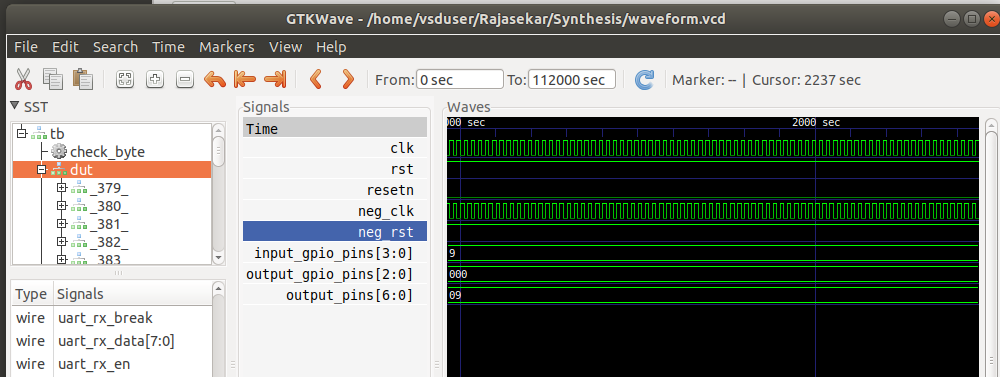 GTKWave - /home/vsduser/Rajasekar/Synthesis/waveform.vcd
File Edit Search Time Markers View Help
From: 0 sec To: 112000 sec Marker: -- | Cursor: 2237 sec
SST
tb
check_byte
dut
_379_
_380_
_381_
_382_
_383_
Type Signals
wire uart_rx_break
wire uart_rx_data[7:0]
wire uart_rx_en
Signals
Time
clk
rst
resetn
neg_clk
neg_rst
input_gpio_pins[3:0]
output_gpio_pins[2:0]
output_pins[6:0]
Waves
000 sec 2000 sec
9
000
09